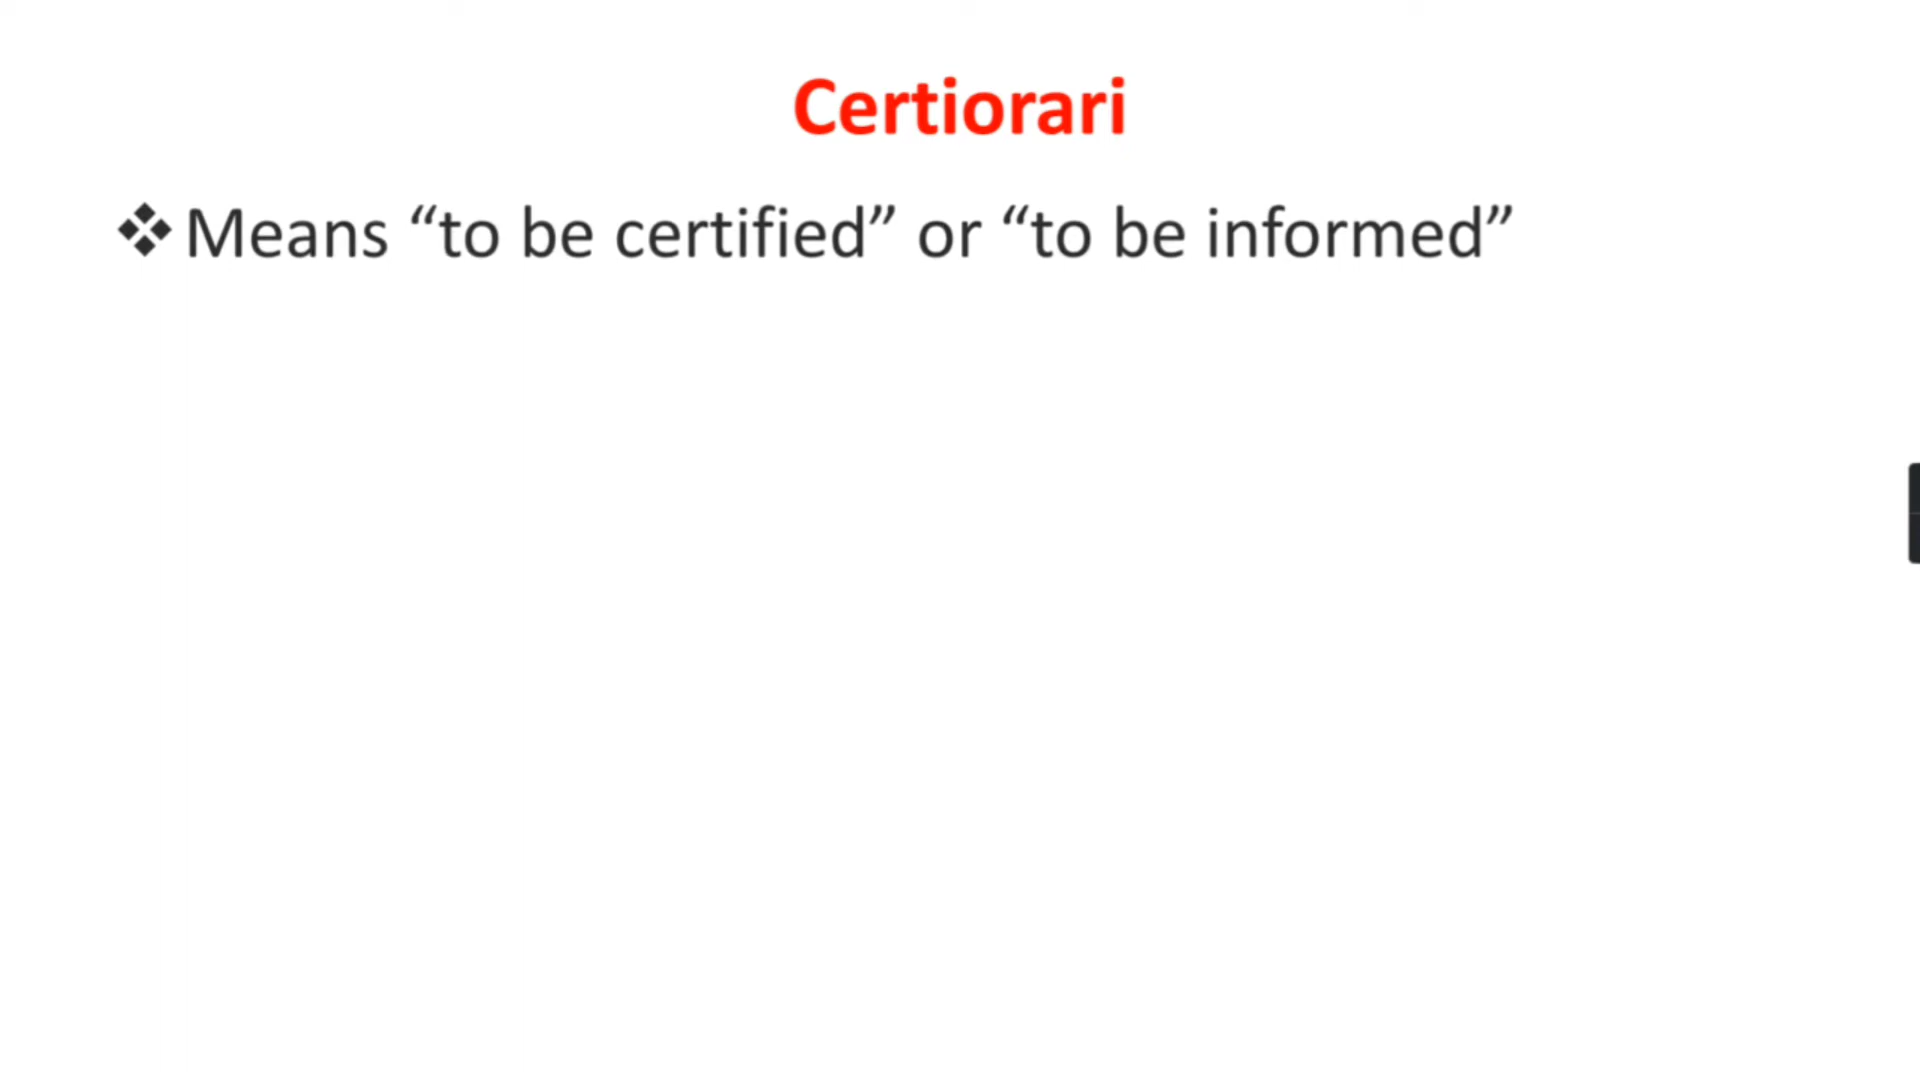 Certiorari
❖Means “to be certified” or “to be informed”